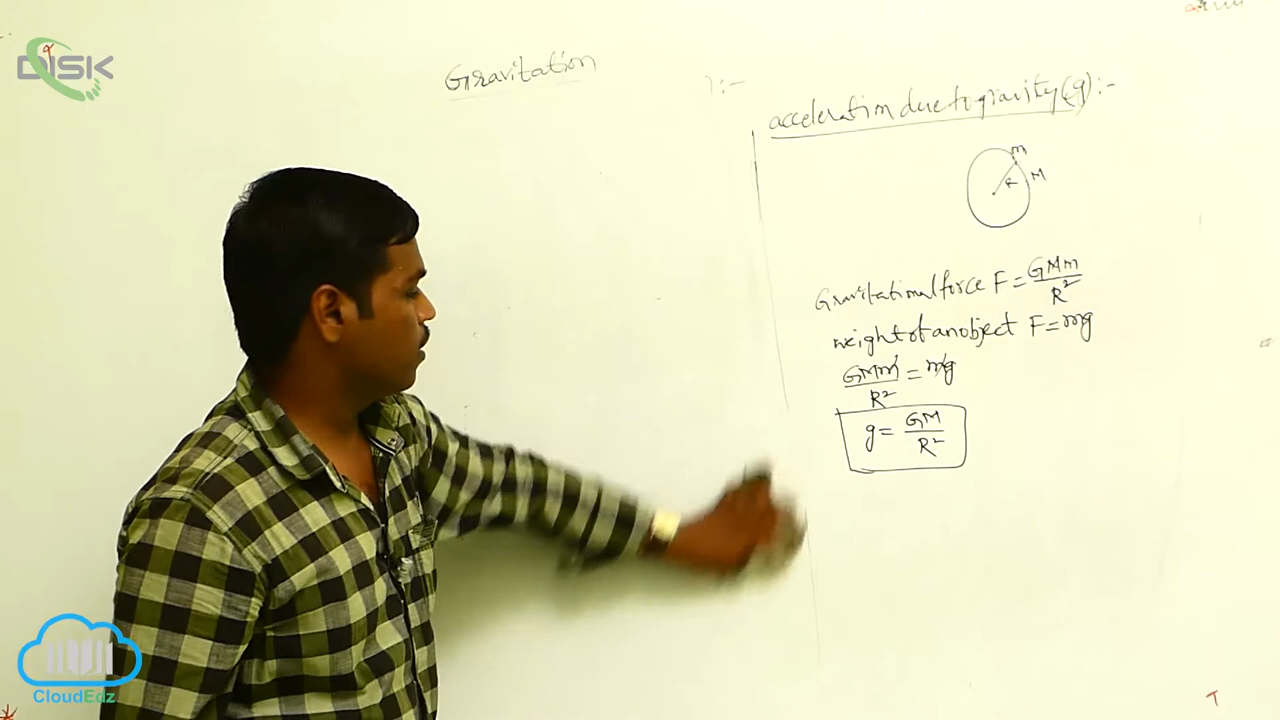 DISK
Gravitation
acceleration due to gravity (g) :-
m
R
M
Gravitational force F = GMm/R²
weight of an object F = mg
GMm/R² = mg
g = GM/R²
CloudEdz